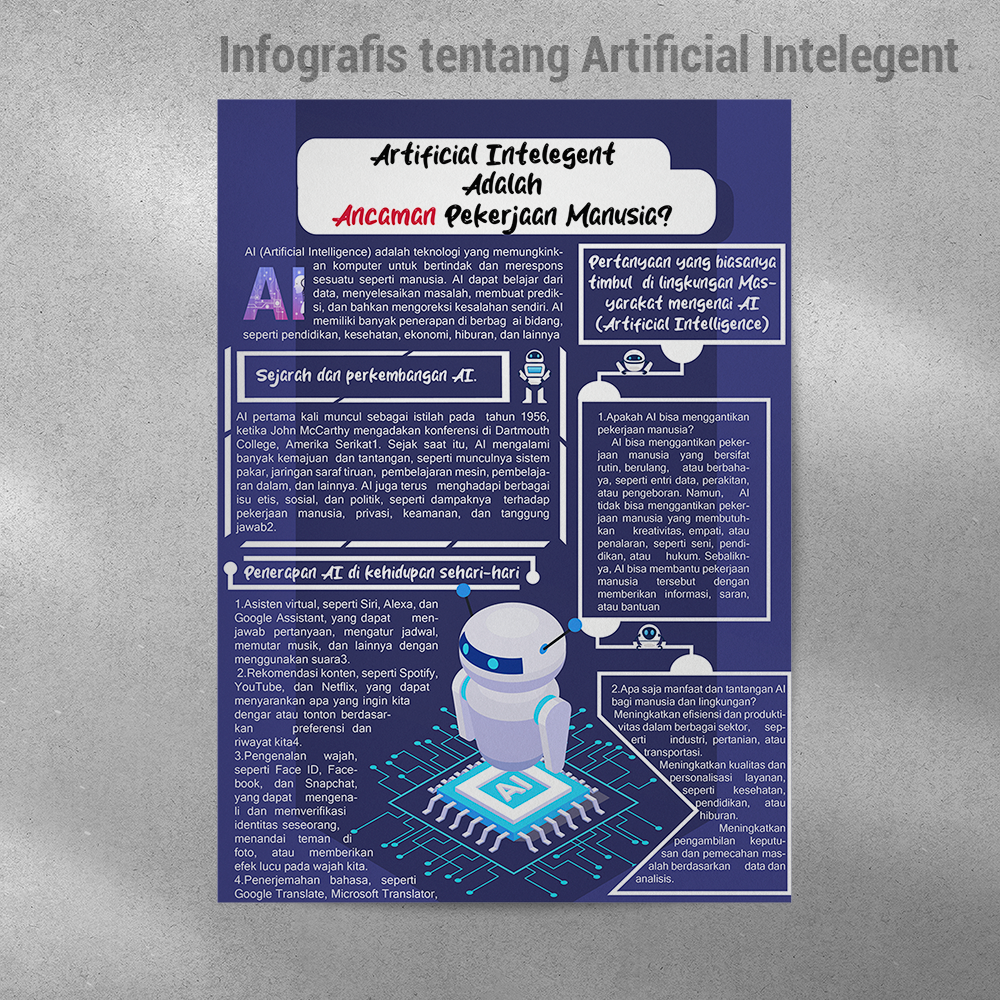 Infografis tentang Artificial Intelegent
Artificial Intelegent
Adalah
Ancaman Pekerjaan Manusia?
AI (Artificial Intelligence) adalah teknologi yang memungkink-
an komputer untuk bertindak dan merespons
sesuatu seperti manusia. AI dapat belajar dari
data, menyelesaikan masalah, membuat predik-
si, dan bahkan mengoreksi kesalahan sendiri. AI
memiliki banyak penerapan di berbag ai bidang,
seperti pendidikan, kesehatan, ekonomi, hiburan, dan lainnya
AI
Sejarah dan perkembangan AI.
AI pertama kali muncul sebagai istilah pada tahun 1956,
ketika John McCarthy mengadakan konferensi di Dartmouth
College, Amerika Serikat1. Sejak saat itu, AI mengalami
banyak kemajuan dan tantangan, seperti munculnya sistem
pakar, jaringan saraf tiruan, pembelajaran mesin, pembelaja-
ran dalam, dan lainnya. AI juga terus menghadapi berbagai
isu etis, sosial, dan politik, seperti dampaknya terhadap
pekerjaan manusia, privasi, keamanan, dan tanggung
jawab2.
Penerapan AI di kehidupan sehari-hari
1.Asisten virtual, seperti Siri, Alexa, dan
Google Assistant, yang dapat men-
jawab pertanyaan, mengatur jadwal,
memutar musik, dan lainnya dengan
menggunakan suara3.
2.Rekomendasi konten, seperti Spotify,
YouTube, dan Netflix, yang dapat
menyarankan apa yang ingin kita
dengar atau tonton berdasar-
kan preferensi dan
riwayat kita4.
3.Pengenalan wajah,
seperti Face ID, Face-
book, dan Snapchat,
yang dapat mengena-
li dan memverifikasi
identitas seseorang,
menandai teman di
foto, atau memberikan
efek lucu pada wajah kita.
4.Penerjemahan bahasa, seperti
Google Translate, Microsoft Translator,
AI
Pertanyaan yang biasanya
timbul di lingkungan Mas-
yarakat mengenai AI
(Artificial Intelligence)
1.Apakah AI bisa menggantikan
pekerjaan manusia?
AI bisa menggantikan peker-
jaan manusia yang bersifat
rutin, berulang, atau berbaha-
ya, seperti entri data, perakitan,
atau pengeboran. Namun, AI
tidak bisa menggantikan peker-
jaan manusia yang membutuh-
kan kreativitas, empati, atau
penalaran, seperti seni, pendi-
dikan, atau hukum. Sebalikn-
ya, AI bisa membantu pekerjaan
manusia tersebut dengan
memberikan informasi, saran,
atau bantuan
2.Apa saja manfaat dan tantangan AI
bagi manusia dan lingkungan?
Meningkatkan efisiensi dan produkti-
vitas dalam berbagai sektor, sep-
erti industri, pertanian, atau
transportasi.
Meningkatkan kualitas dan
personalisasi layanan,
seperti kesehatan,
pendidikan, atau
hiburan.
Meningkatkan
pengambilan keputu-
san dan pemecahan mas-
alah berdasarkan data dan
analisis.